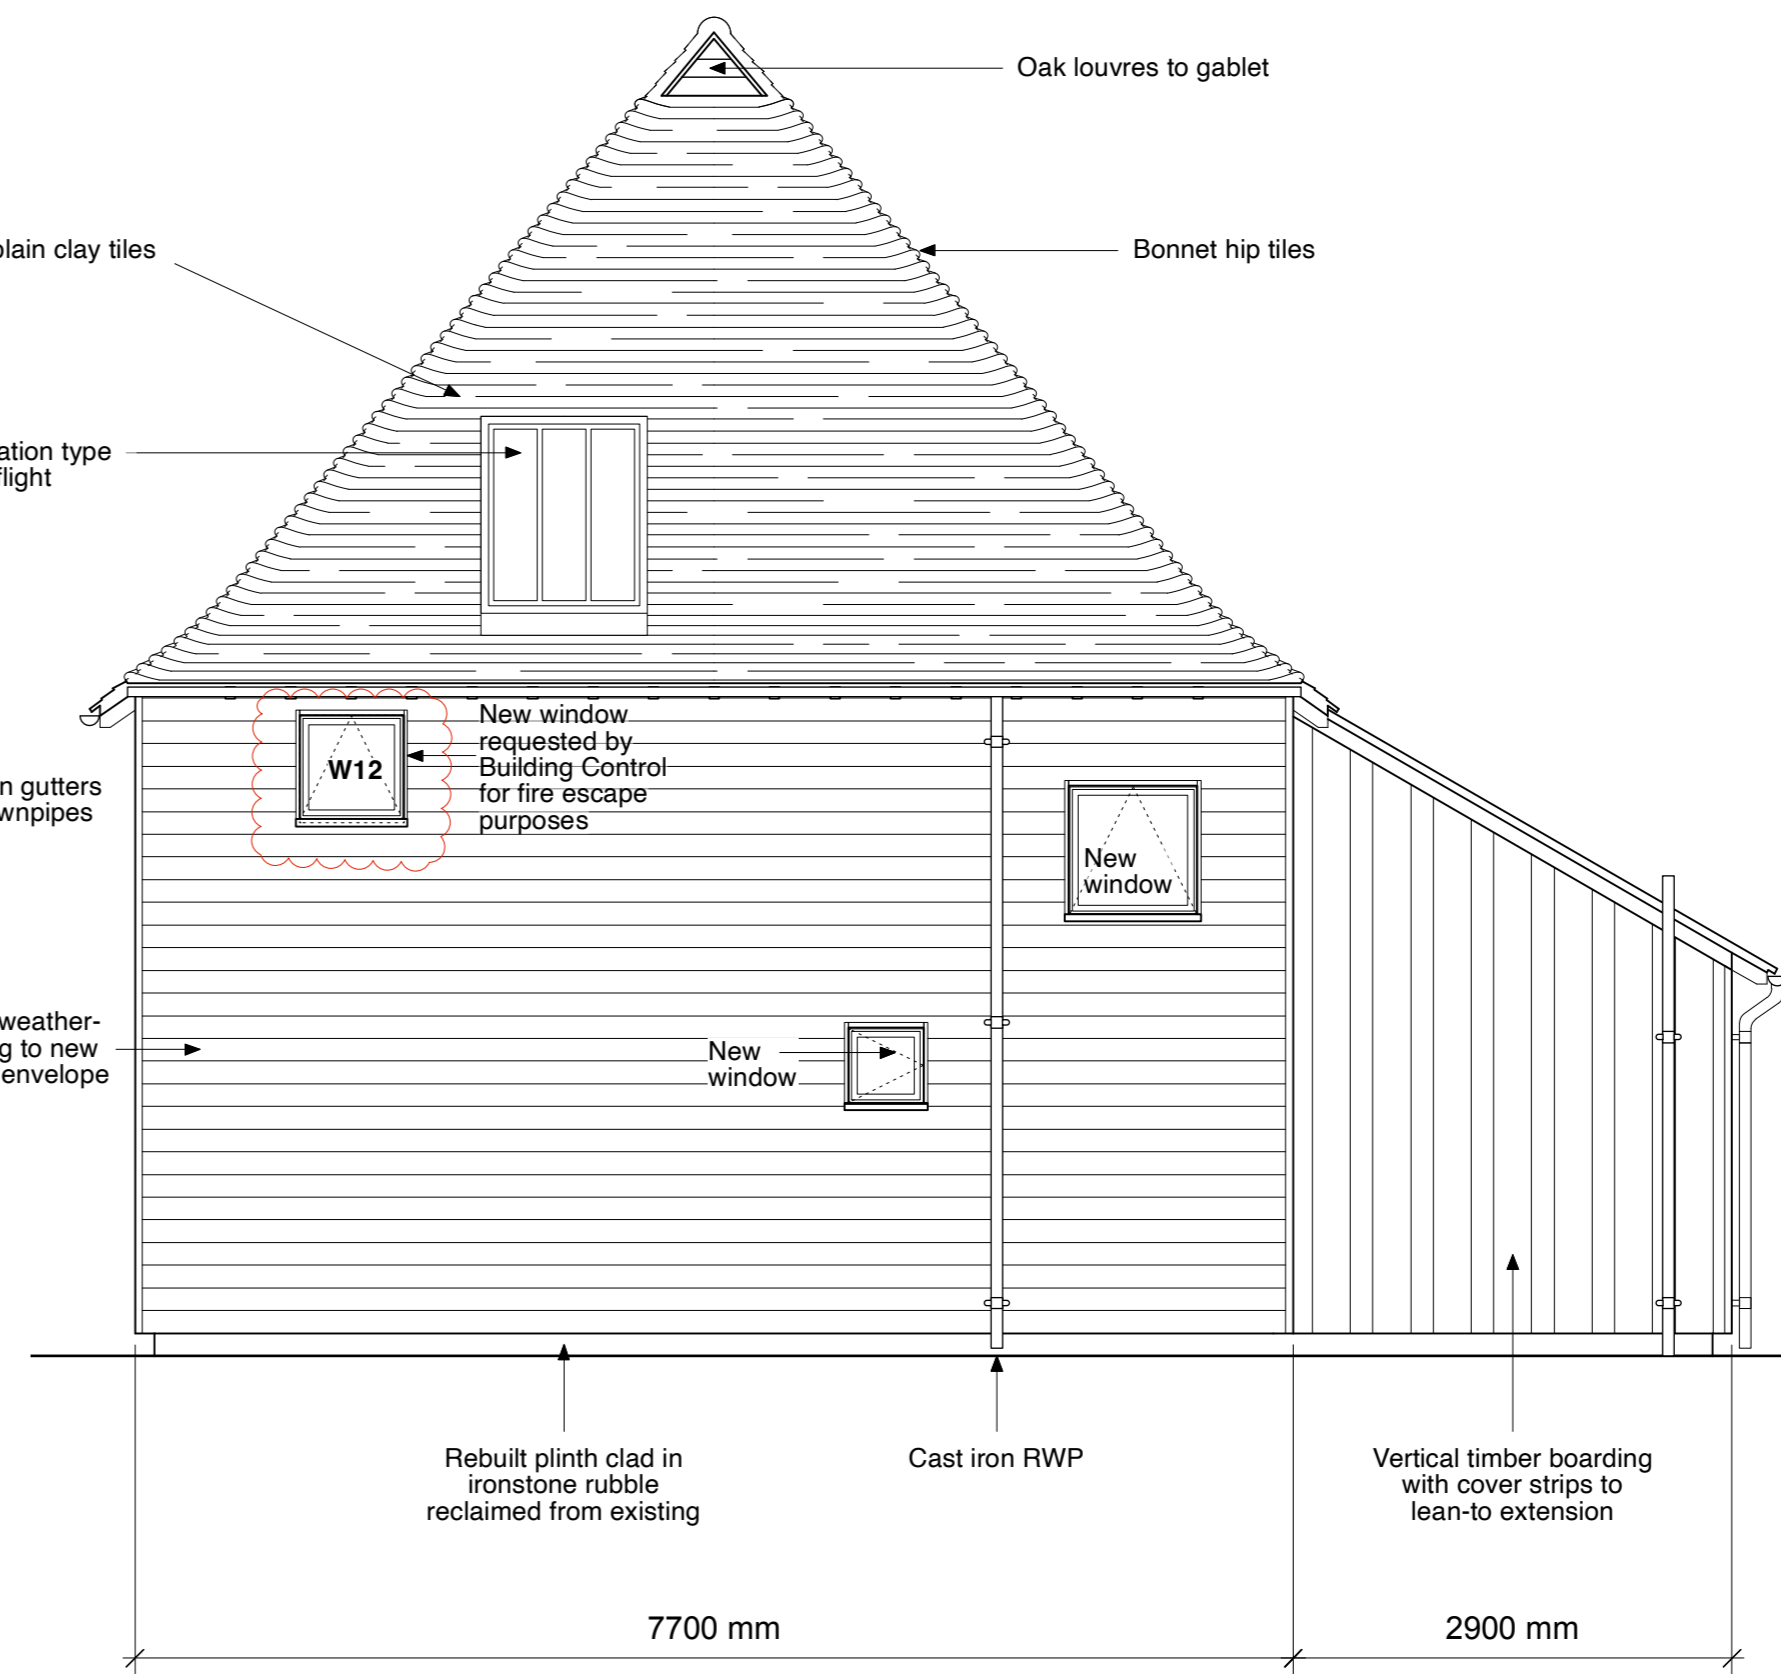 Oak louvres to gablet
plain clay tiles
Bonnet hip tiles
ation type
flight
New window
requested by
Building Control
for fire escape
purposes
W12
n gutters
wnpipes
New
window
weather-
g to new
envelope
New
window
Rebuilt plinth clad in
ironstone rubble
reclaimed from existing
Cast iron RWP
Vertical timber boarding
with cover strips to
lean-to extension
7700 mm
2900 mm